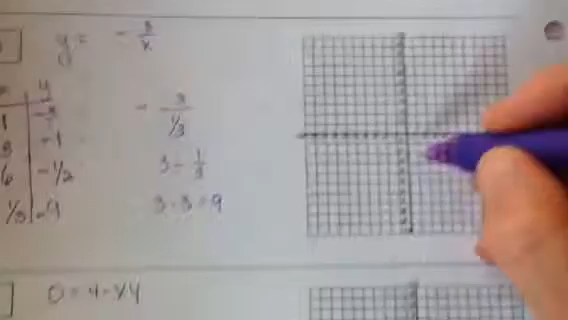 y = - 3/x
x | y
1 | -3
3 | -1
6 | -1/2
1/3 | -9
- 3/(1/3)
3 ÷ 1/3
3 · 3 = 9
0 = 4 - x4